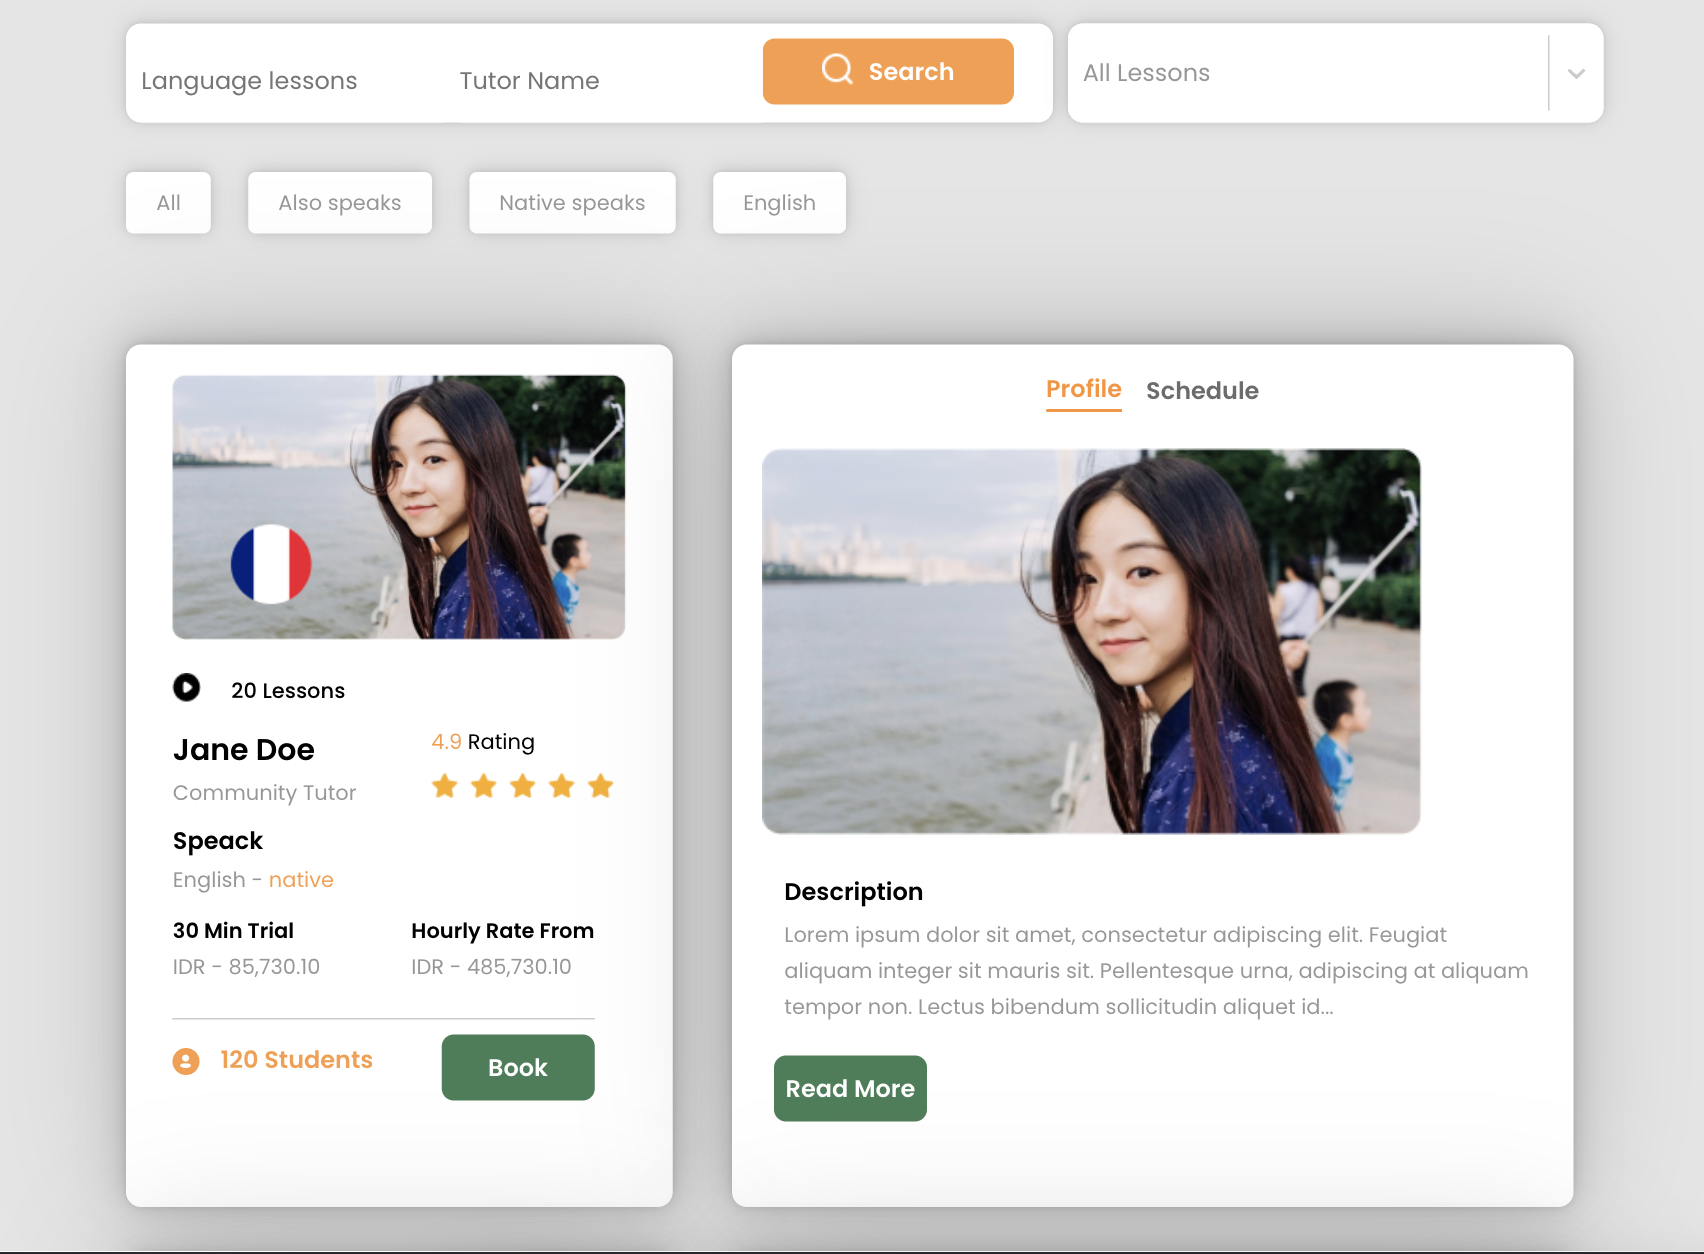 Language lessons
Tutor Name
Search
All Lessons
All
Also speaks
Native speaks
English
20 Lessons
Jane Doe
4.9 Rating
Community Tutor
Speack
English - native
30 Min Trial
Hourly Rate From
IDR - 85,730.10
IDR - 485,730.10
120 Students
Book
Profile
Schedule
Description
Lorem ipsum dolor sit amet, consectetur adipiscing elit. Feugiat
aliquam integer sit mauris sit. Pellentesque urna, adipiscing at aliquam
tempor non. Lectus bibendum sollicitudin aliquet id...
Read More